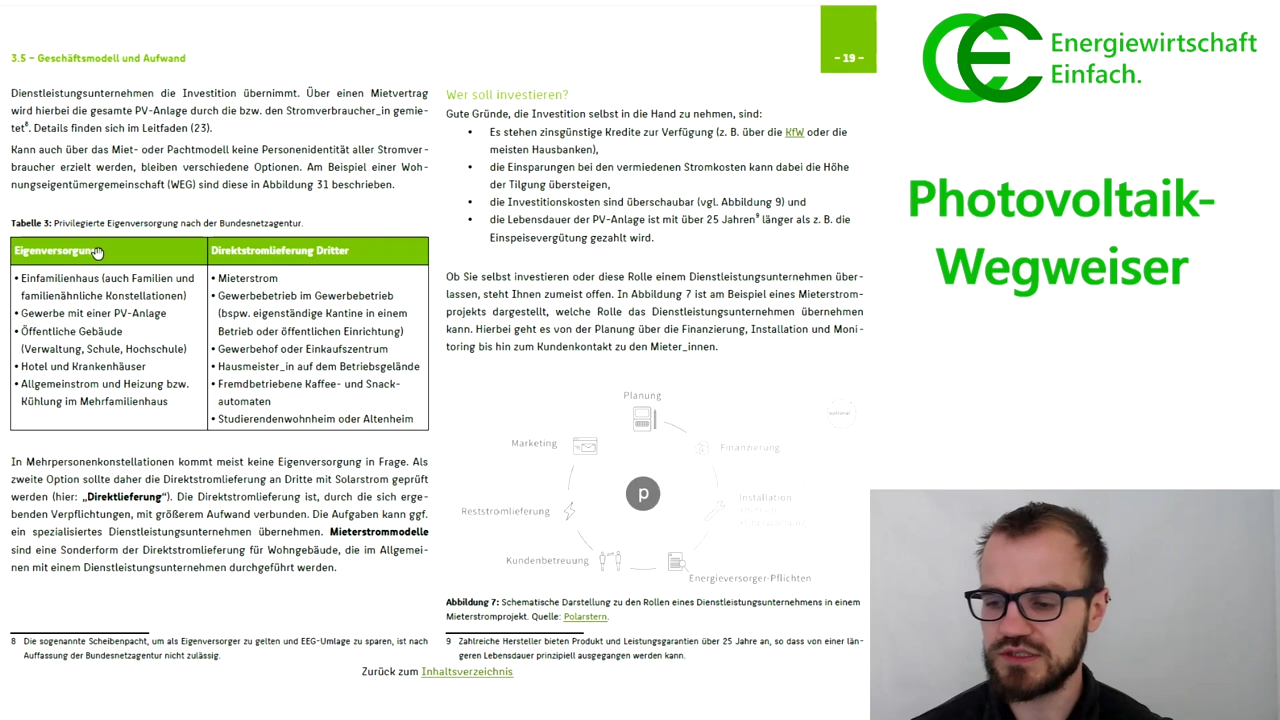 3.5 – Geschäftsmodell und Aufwand
– 19 –
Dienstleistungsunternehmen die Investition übernimmt. Über einen Mietvertrag
wird hierbei die gesamte PV-Anlage durch die bzw. den Stromverbraucher_in gemie-
tet⁸. Details finden sich im Leitfaden (23).
Kann auch über das Miet- oder Pachtmodell keine Personenidentität aller Stromver-
braucher erzielt werden, bleiben verschiedene Optionen. Am Beispiel einer Woh-
nungseigentümergemeinschaft (WEG) sind diese in Abbildung 31 beschrieben.
Tabelle 3: Privilegierte Eigenversorgung nach der Bundesnetzagentur.
Eigenversorgung
• Einfamilienhaus (auch Familien und
familienähnliche Konstellationen)
• Gewerbe mit einer PV-Anlage
• Öffentliche Gebäude
(Verwaltung, Schule, Hochschule)
• Hotel und Krankenhäuser
• Allgemeinstrom und Heizung bzw.
Kühlung im Mehrfamilienhaus
Direktstromlieferung Dritter
• Mieterstrom
• Gewerbebetrieb im Gewerbebetrieb
(bspw. eigenständige Kantine in einem
Betrieb oder öffentlichen Einrichtung)
• Gewerbehof oder Einkaufszentrum
• Hausmeister_in auf dem Betriebsgelände
• Fremdbetriebene Kaffee- und Snack-
automaten
• Studierendenwohnheim oder Altenheim
In Mehrpersonenkonstellationen kommt meist keine Eigenversorgung in Frage. Als
zweite Option sollte daher die Direktstromlieferung an Dritte mit Solarstrom geprüft
werden (hier: „Direktlieferung“). Die Direktstromlieferung ist, durch die sich erge-
benden Verpflichtungen, mit größerem Aufwand verbunden. Die Aufgaben kann ggf.
ein spezialisiertes Dienstleistungsunternehmen übernehmen. Mieterstrommodelle
sind eine Sonderform der Direktstromlieferung für Wohngebäude, die im Allgemei-
nen mit einem Dienstleistungsunternehmen durchgeführt werden.
8 Die sogenannte Scheibenpacht, um als Eigenversorger zu gelten und EEG-Umlage zu sparen, ist nach
Auffassung der Bundesnetzagentur nicht zulässig.
Wer soll investieren?
Gute Gründe, die Investition selbst in die Hand zu nehmen, sind:
• Es stehen zinsgünstige Kredite zur Verfügung (z. B. über die KfW oder die
meisten Hausbanken),
• die Einsparungen bei den vermiedenen Stromkosten kann dabei die Höhe
der Tilgung übersteigen,
• die Investitionskosten sind überschaubar (vgl. Abbildung 9) und
• die Lebensdauer der PV-Anlage ist mit über 25 Jahren⁹ länger als z. B. die
Einspeisevergütung gezahlt wird.
Ob Sie selbst investieren oder diese Rolle einem Dienstleistungsunternehmen über-
lassen, steht Ihnen zumeist offen. In Abbildung 7 ist am Beispiel eines Mieterstrom-
projekts dargestellt, welche Rolle das Dienstleistungsunternehmen übernehmen
kann. Hierbei geht es von der Planung über die Finanzierung, Installation und Moni-
toring bis hin zum Kundenkontakt zu den Mieter_innen.
Planung
Marketing
Finanzierung
Reststromlieferung
p
Installation
Kundenbetreuung
Energieversorger-Pflichten
Abbildung 7: Schematische Darstellung zu den Rollen eines Dienstleistungsunternehmens in einem
Mieterstromprojekt. Quelle: Polarstern.
9 Zahlreiche Hersteller bieten Produkt und Leistungsgarantien über 25 Jahre an, so dass von einer län-
geren Lebensdauer prinzipiell ausgegangen werden kann.
Zurück zum Inhaltsverzeichnis
Energiewirtschaft
Einfach.
Photovoltaik-
Wegweiser